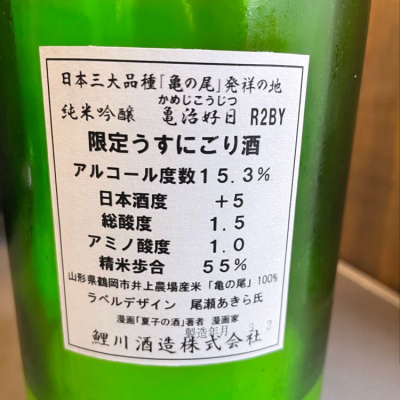 日本三大品種「亀の尾」発祥の地
かめじこうじつ
純米吟醸 亀治好日 R2BY
限定うすにごり酒
アルコール度数15.3%
日本酒度 +5
総酸度 1.5
アミノ酸度 1.0
精米歩合 55%
山形県鶴岡市井上農場産米「亀の尾」100%
ラベルデザイン 尾瀬あきら氏
漫画「夏子の酒」著者 漫画家
製造年月 3.2
鯉川酒造株式会社